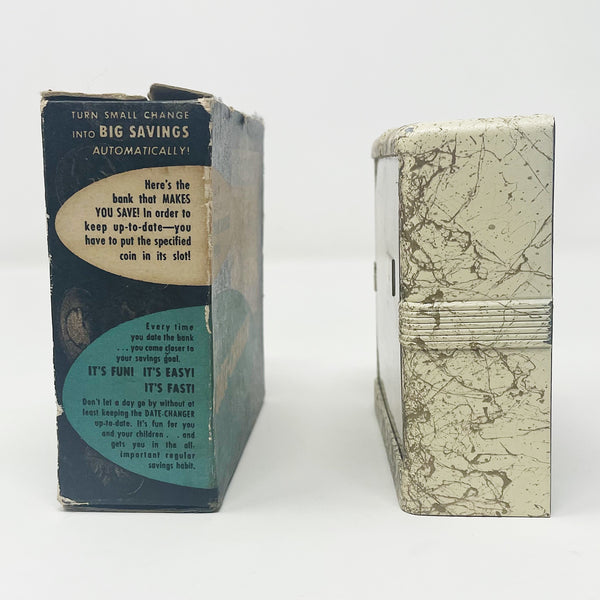 TURN SMALL CHANGE
INTO BIG SAVINGS
AUTOMATICALLY!
Here's the
bank that MAKES
YOU SAVE! In order to
keep up-to-date—you
have to put the specified
coin in its slot!
Every time
you date the bank
. . . you come closer to
your savings goal.
IT'S FUN! IT'S EASY!
IT'S FAST!
Don't let a day go by without at
least keeping the DATE-CHANGER
up-to-date. It's fun for you
and your children . . and
gets you in the all-
important regular
savings habit.